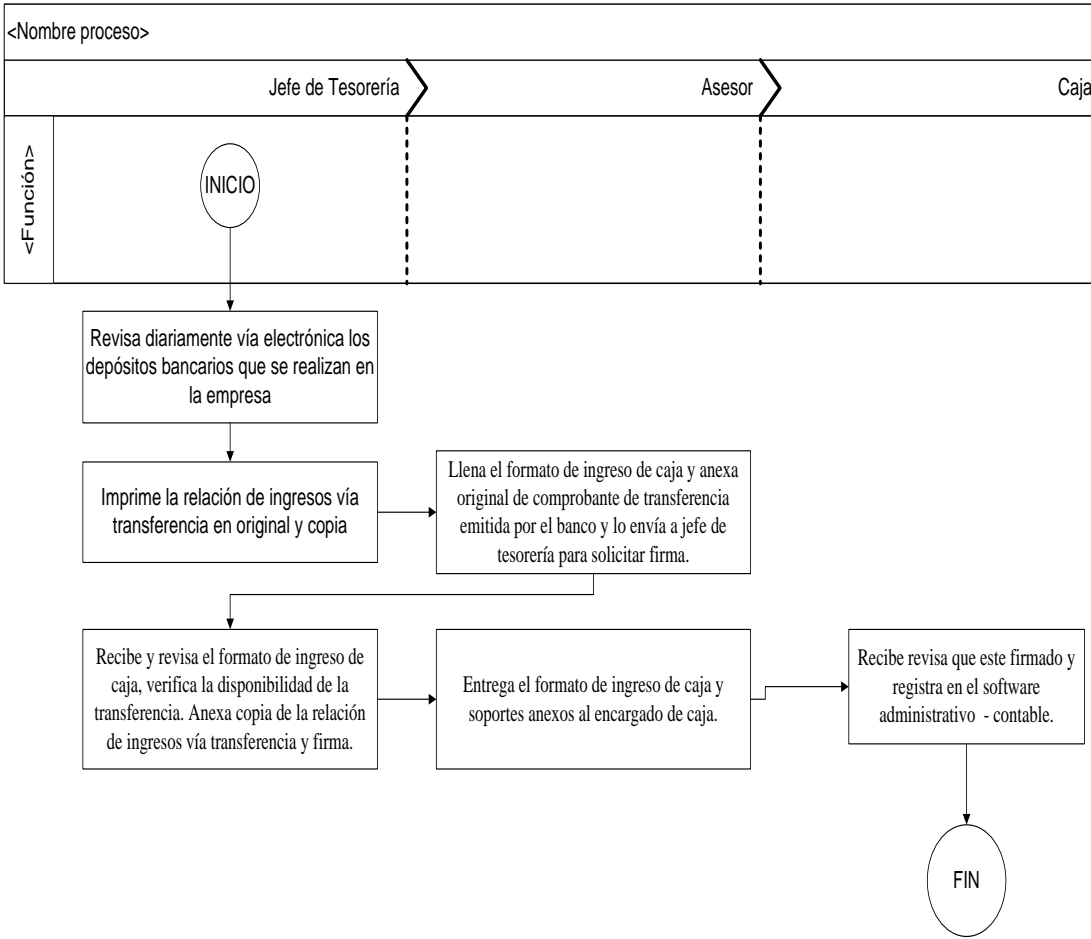 <Nombre proceso>
Jefe de Tesorería
Asesor
Caja
<Función>
INICIO
Revisa diariamente vía electrónica los
depósitos bancarios que se realizan en
la empresa
Imprime la relación de ingresos vía
transferencia en original y copia
Llena el formato de ingreso de caja y anexa
original de comprobante de transferencia
emitida por el banco y lo envía a jefe de
tesorería para solicitar firma.
Recibe y revisa el formato de ingreso de
caja, verifica la disponibilidad de la
transferencia. Anexa copia de la relación
de ingresos vía transferencia y firma.
Entrega el formato de ingreso de caja y
soportes anexos al encargado de caja.
Recibe revisa que este firmado y
registra en el software
administrativo - contable.
FIN